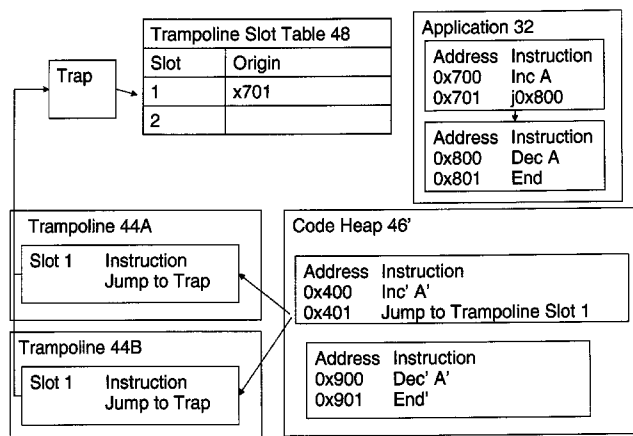 Trap
Trampoline Slot Table 48
Slot Origin
1 x701
2
Application 32
Address Instruction
0x700 Inc A
0x701 j0x800
Address Instruction
0x800 Dec A
0x801 End
Trampoline 44A
Slot 1 Instruction
Jump to Trap
Trampoline 44B
Slot 1 Instruction
Jump to Trap
Code Heap 46'
Address Instruction
0x400 Inc' A'
0x401 Jump to Trampoline Slot 1
Address Instruction
0x900 Dec' A'
0x901 End'